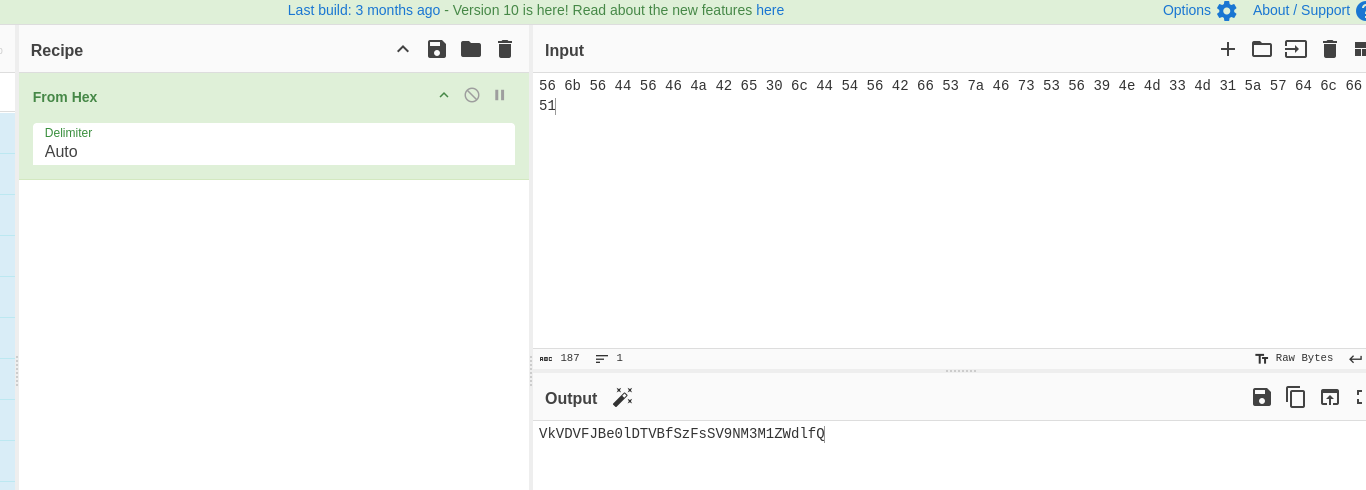 Last build: 3 months ago - Version 10 is here! Read about the new features here
Options
About / Support
Recipe
From Hex
Delimiter
Auto
Input
56 6b 56 44 56 46 4a 42 65 30 6c 44 54 56 42 66 53 7a 46 73 53 56 39 4e 4d 33 4d 31 5a 57 64 6c 66
51
ABC 187 1
Raw Bytes
Output
VkVDVFJBe0lDTVBfSzFsSV9NM3M1ZWdlfQ